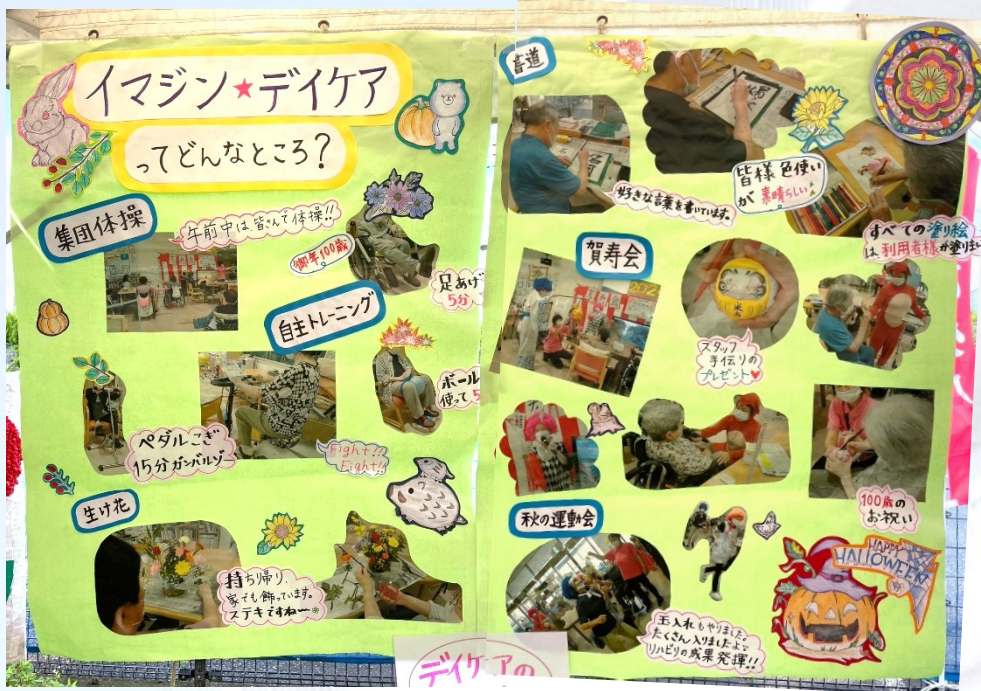 イマジン★デイケア
ってどんなところ?
集団体操
午前中は、皆さんで体操!!
御年100歳
足あげ
5分
自主トレーニング
ボール
使って5
ペダルこぎ
15分ガンバルゾ
Fight!!
Fight!!
生け花
持ち帰り、
家でも飾っています。
ステキですね〜
デイケアの
書道
好きな言葉を書いています。
皆様色使い
が素晴らしい
すべての塗り絵
は利用者様が塗りまし
賀寿会
スタッフ
手伝りの
プレゼント♥
100歳の
お祝い
秋の運動会
玉入れもやりました。
たくさん入りましたよな
リハビリの成果発揮!!
HAPPY
HALLOWEEN